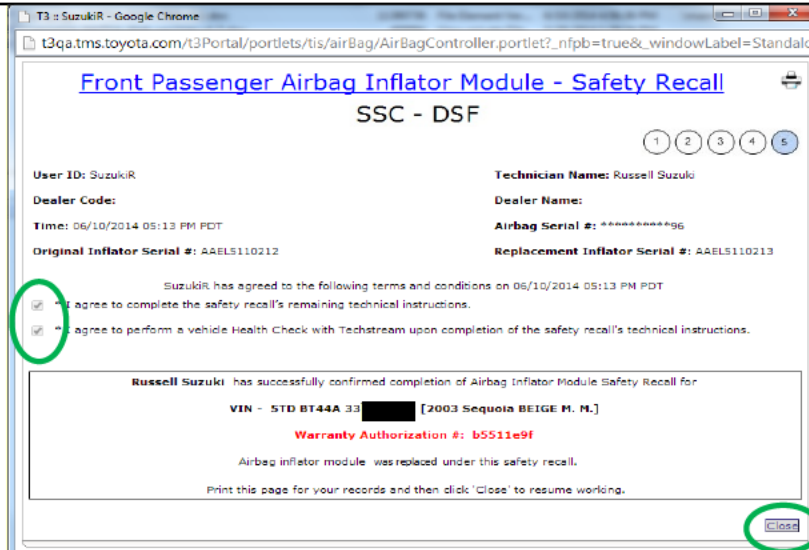 T3 :: SuzukiR - Google Chrome
t3qa.tms.toyota.com/t3Portal/portlets/tis/airBag/AirBagController.portlet?_nfpb=true&_windowLabel=Standalo
Front Passenger Airbag Inflator Module - Safety Recall
SSC - DSF
1 2 3 4 5
User ID: SuzukiR Technician Name: Russell Suzuki
Dealer Code: Dealer Name:
Time: 06/10/2014 05:13 PM PDT Airbag Serial #: **********96
Original Inflator Serial #: AAEL5110212 Replacement Inflator Serial #: AAEL5110213
SuzukiR has agreed to the following terms and conditions on 06/10/2014 05:13 PM PDT
* I agree to complete the safety recall's remaining technical instructions.
* I agree to perform a vehicle Health Check with Techstream upon completion of the safety recall's technical instructions.
Russell Suzuki has successfully confirmed completion of Airbag Inflator Module Safety Recall for
VIN - 5TD BT44A 33 [2003 Sequoia BEIGE M. M.]
Warranty Authorization #: b5511e9f
Airbag inflator module was replaced under this safety recall.
Print this page for your records and then click 'Close' to resume working.
Close